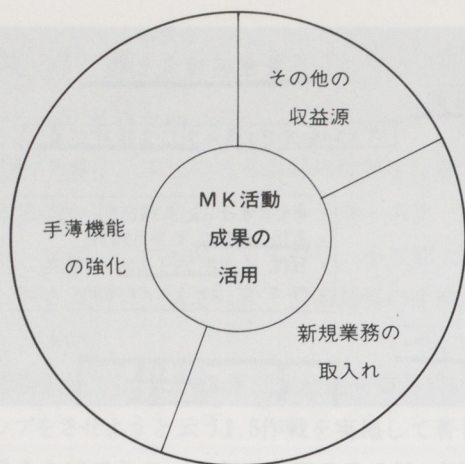 その他の
収益源
MK活動
成果の
活用
手薄機能
の強化
新規業務の
取入れ